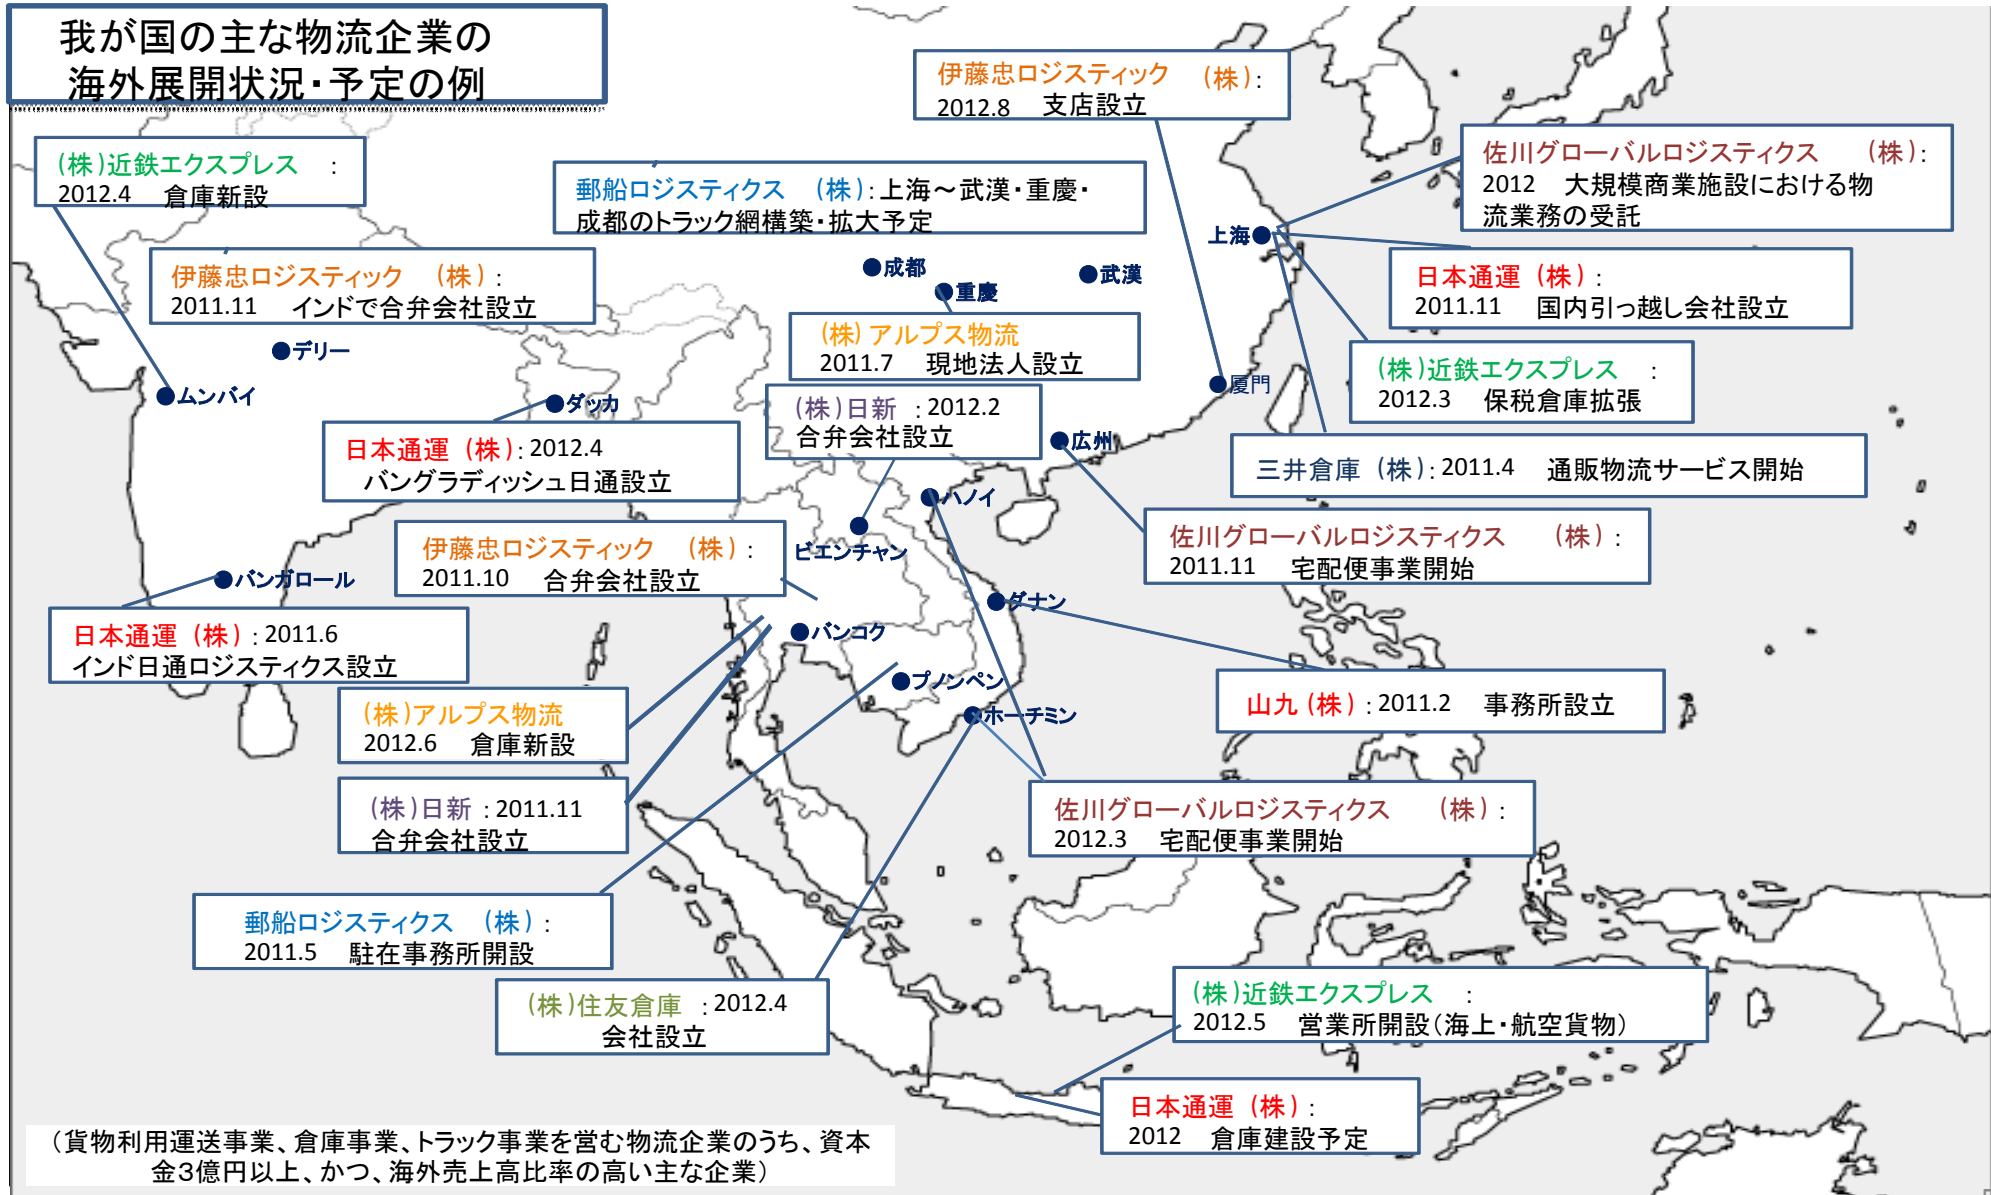 我が国の主な物流企業の
海外展開状況・予定の例
伊藤忠ロジスティック (株):
2012.8 支店設立
(株)近鉄エクスプレス :
2012.4 倉庫新設
郵船ロジスティクス (株):上海～武漢・重慶・
成都のトラック網構築・拡大予定
佐川グローバルロジスティクス (株):
2012 大規模商業施設における物
流業務の受託
上海
伊藤忠ロジスティック (株):
2011.11 インドで合弁会社設立
成都
武漢
重慶
日本通運 (株):
2011.11 国内引っ越し会社設立
(株)アルプス物流
2011.7 現地法人設立
デリー
(株)近鉄エクスプレス :
2012.3 保税倉庫拡張
ムンバイ
ダッカ
厦門
(株)日新 :2012.2
合弁会社設立
広州
日本通運 (株):2012.4
バングラディッシュ日通設立
三井倉庫 (株):2011.4 通販物流サービス開始
ハノイ
ビエンチャン
伊藤忠ロジスティック (株):
2011.10 合弁会社設立
佐川グローバルロジスティクス (株):
2011.11 宅配便事業開始
バンガロール
ダナン
日本通運 (株):2011.6
インド日通ロジスティクス設立
バンコク
プノンペン
山九(株):2011.2 事務所設立
(株)アルプス物流
2012.6 倉庫新設
ホーチミン
(株)日新 :2011.11
合弁会社設立
佐川グローバルロジスティクス (株):
2012.3 宅配便事業開始
郵船ロジスティクス (株):
2011.5 駐在事務所開設
(株)住友倉庫 :2012.4
会社設立
(株)近鉄エクスプレス :
2012.5 営業所開設(海上・航空貨物)
日本通運 (株):
2012 倉庫建設予定
(貨物利用運送事業、倉庫事業、トラック事業を営む物流企業のうち、資本
金3億円以上、かつ、海外売上高比率の高い主な企業)